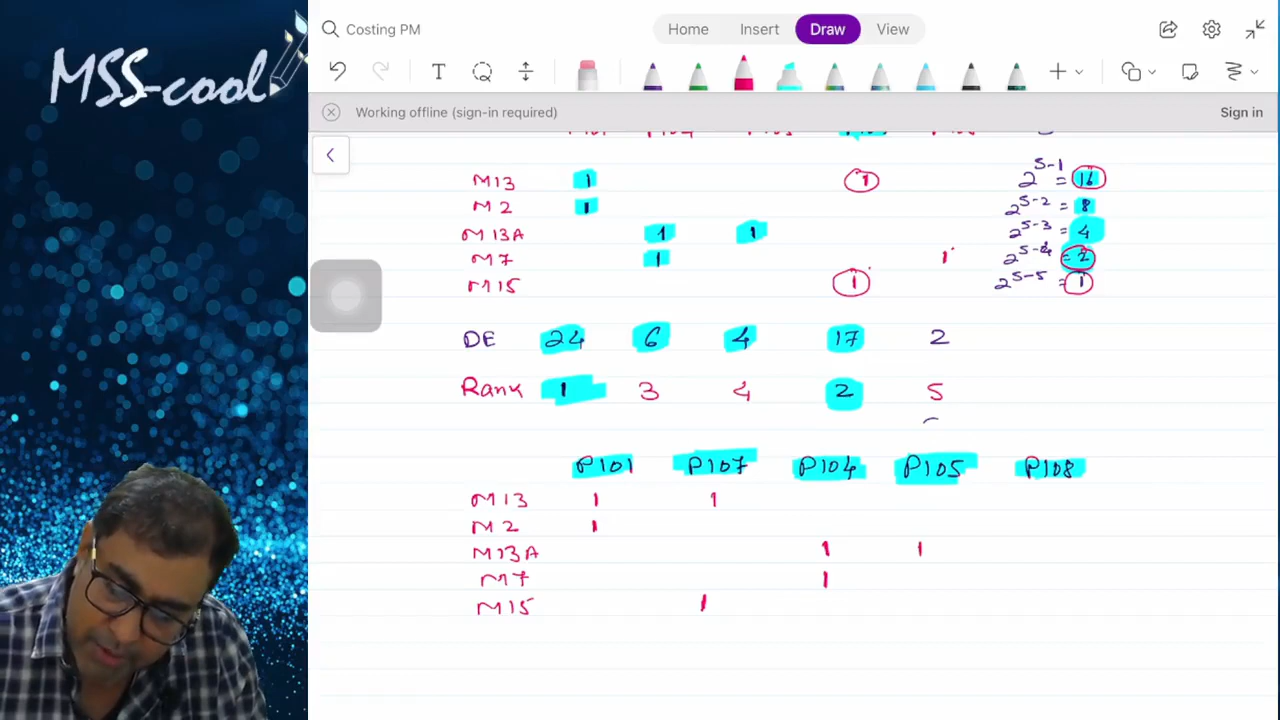 MSS-cool
Costing PM
Home Insert Draw View
Working offline (sign-in required) Sign in
M13 1 1 2^5-1 = 16
M2 1 2^5-2 = 8
M13A 1 1 2^5-3 = 4
M7 1 1 2^5-4 = 2
M15 1 2^5-5 = 1
DE 24 6 4 17 2
Rank 1 3 4 2 5
P101 P107 P104 P105 P108
M13 1 1
M2 1
M13A 1 1
M7 1
M15 1